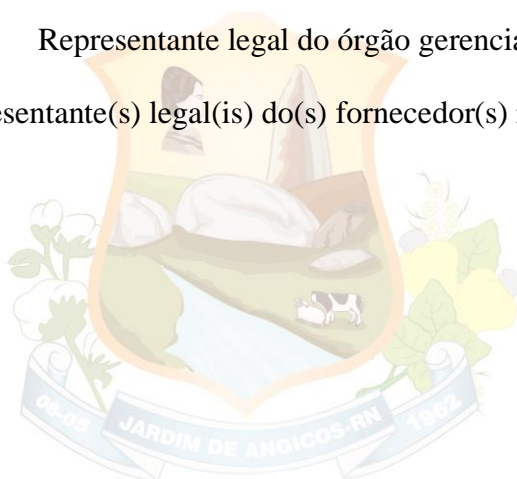 Representante legal do órgão gerencia
esentante(s) legal(is) do(s) fornecedor(s)
08-05 JARDIM DE ANGICOS-RN 1962